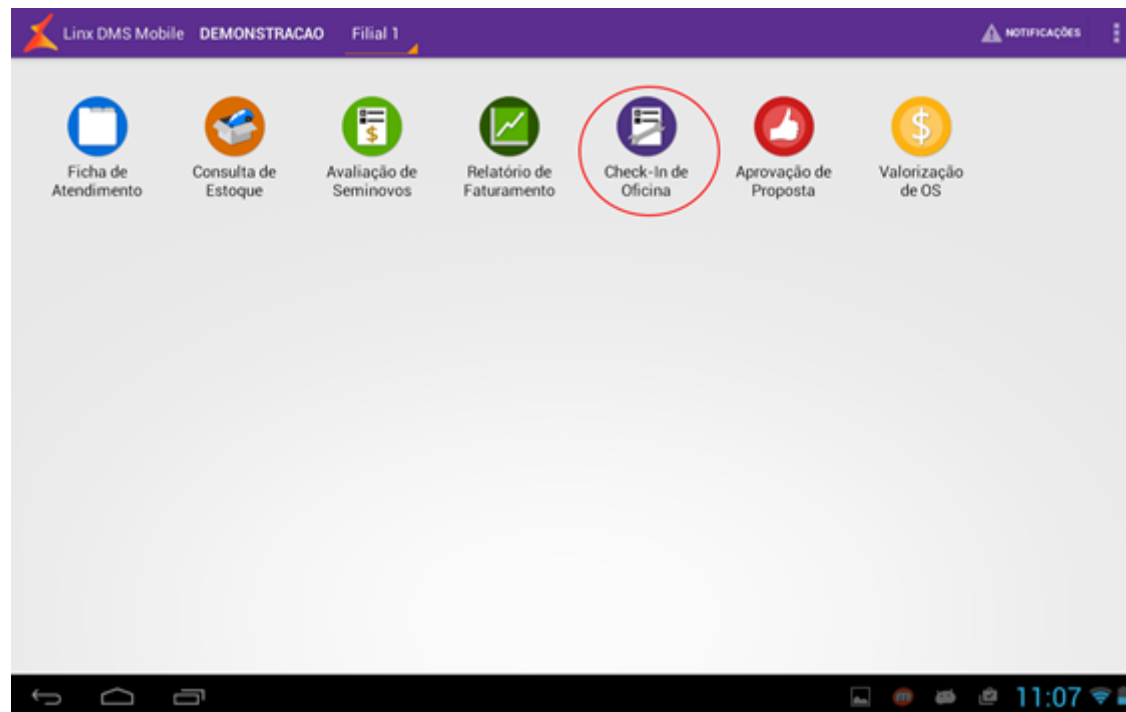 Linx DMS Mobile DEMONSTRACAO Filial 1 NOTIFICAÇÕES
Ficha de
Atendimento
Consulta de
Estoque
Avaliação de
Seminovos
Relatório de
Faturamento
Check-In de
Oficina
Aprovação de
Proposta
Valorização
de OS
11:07